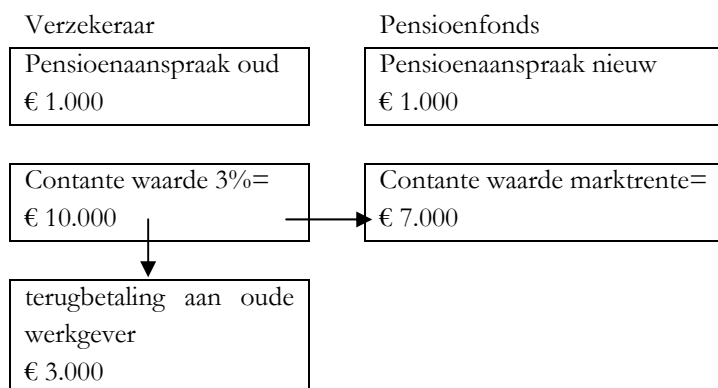 Verzekeraar
Pensioenfonds
Pensioenaanspraak oud
€ 1.000
Pensioenaanspraak nieuw
€ 1.000
Contante waarde 3%=
€ 10.000
Contante waarde marktrente=
€ 7.000
terugbetaling aan oude
werkgever
€ 3.000